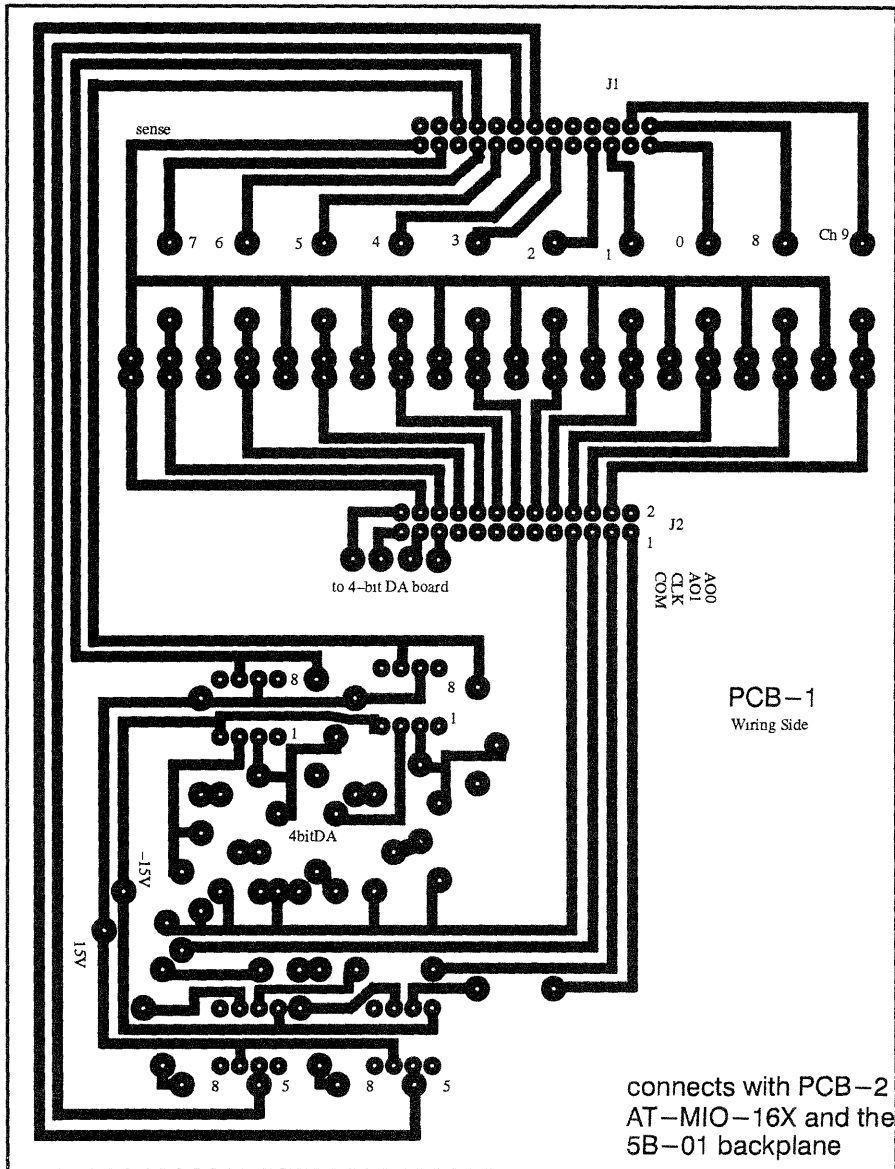 J1
sense
7 6 5 4 3 2 1 0 8 Ch 9
2
J2
1
to 4-bit DA board
AO0
AO1
CLK
COM
8
8
PCB-1
Wiring Side
1
1
4bitDA
-15V
15V
8 5 8 5
connects with PCB-2
AT-MIO-16X and the
5B-01 backplane